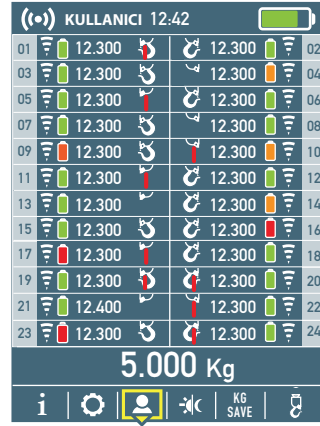 KULLANICI 12:42
01 12.300 12.300 02
03 12.300 12.300 04
05 12.300 12.300 06
07 12.300 12.300 08
09 12.300 12.300 10
11 12.300 12.300 12
13 12.300 12.300 14
15 12.300 12.300 16
17 12.300 12.300 18
19 12.300 12.300 20
21 12.400 12.300 22
23 12.300 12.300 24
5.000 Kg
i KG
SAVE